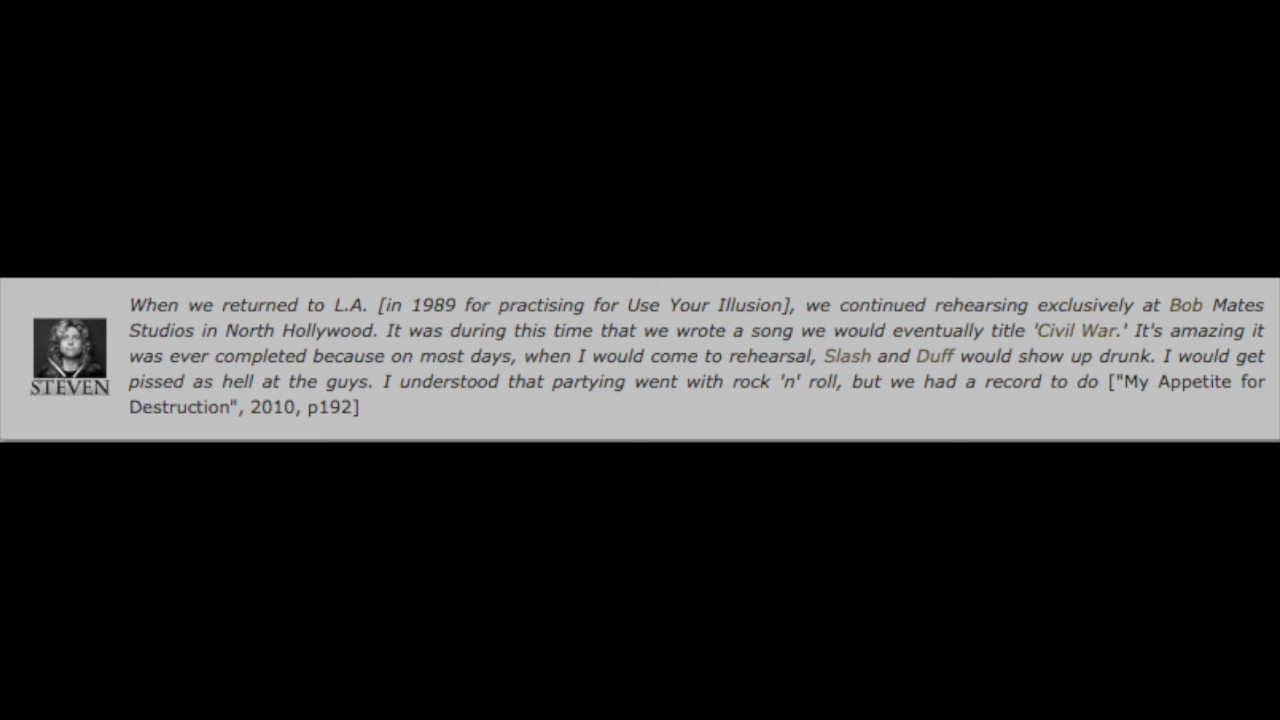 When we returned to L.A. [in 1989 for practising for Use Your Illusion], we continued rehearsing exclusively at Bob Mates
Studios in North Hollywood. It was during this time that we wrote a song we would eventually title 'Civil War.' It's amazing it
was ever completed because on most days, when I would come to rehearsal, Slash and Duff would show up drunk. I would get
pissed as hell at the guys. I understood that partying went with rock 'n' roll, but we had a record to do ["My Appetite for
Destruction", 2010, p192]
STEVEN